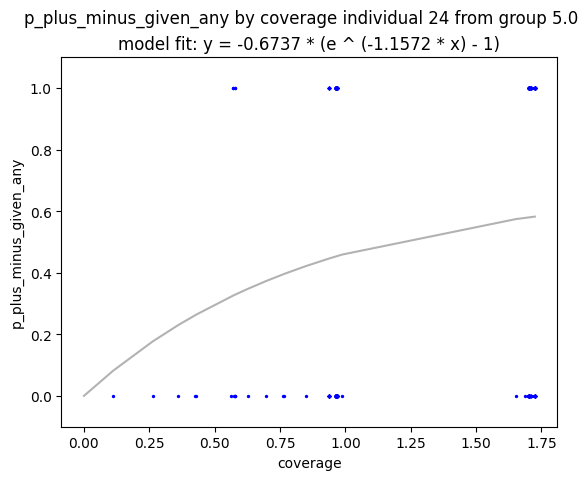 p_plus_minus_given_any by coverage individual 24 from group 5.0
model fit: y = -0.6737 * (e ^ (-1.1572 * x) - 1)
1.0
0.8
0.6
0.4
0.2
0.0
p_plus_minus_given_any
0.00 0.25 0.50 0.75 1.00 1.25 1.50 1.75
coverage